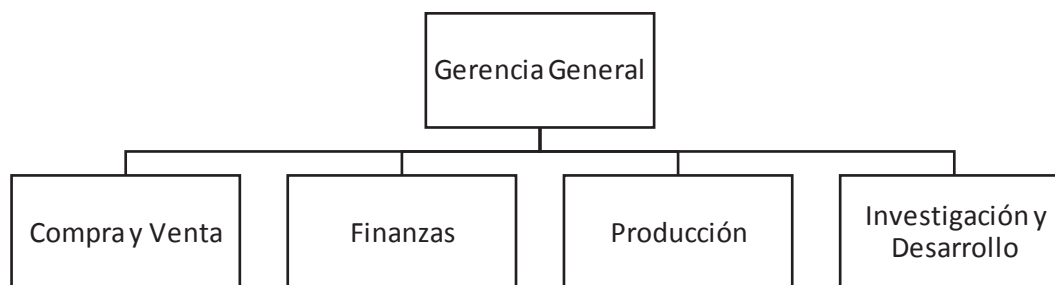 Gerencia General
Compra y Venta
Finanzas
Producción
Investigación y
Desarrollo